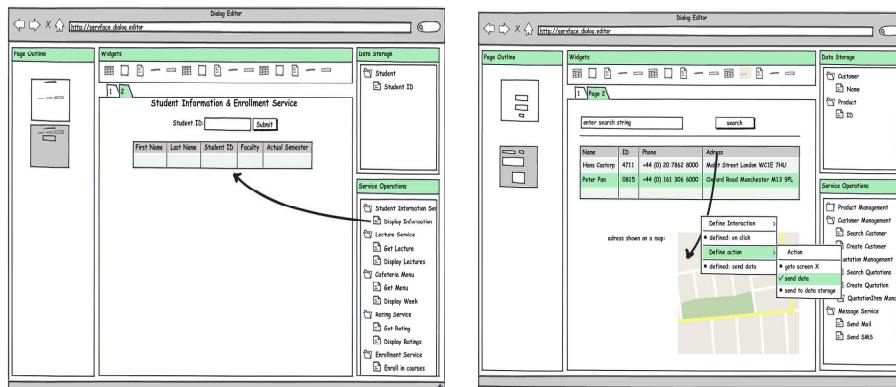 Dialog Editor
X http://servface.dialog.editor
Page Outline
Widgets
Data Storage
1 2
Student Information & Enrollment Service
Student ID: Submit
First Name Last Name Student ID Faculty Actual Semester
Student
Student ID
Service Operations
Student Information Ser
Display Information
Lecture Service
Get Lecture
Display Lectures
Cafeteria Menu
Get Menu
Display Week
Rating Service
Get Rating
Display Ratings
Enrollment Service
Enroll in courses
Dialog Editor
X http://servface.dialog.editor
Page Outline
Widgets
Data Storage
1 Page 2
enter search string search
Name ID Phone Adress
Hans Castorp 4711 +44 (0) 20 7862 8000 Street London WC1E 7HU
Peter Pan 0815 +44 (0) 161 306 6000 Oxford Road Manchester M13 9PL
adress shown on a map:
Define Interaction >
• defined: on click
Define action >
• defined: send data
Action
• goto screen X
✓ send data
• send to data storage
Customer
Name
Product
ID
Service Operations
Product Management
Customer Management
Search Customer
Create Customer
uotation Management
Search Quotations
Create Quotation
QuotationItem Mana
Message Service
Send Mail
Send SMS